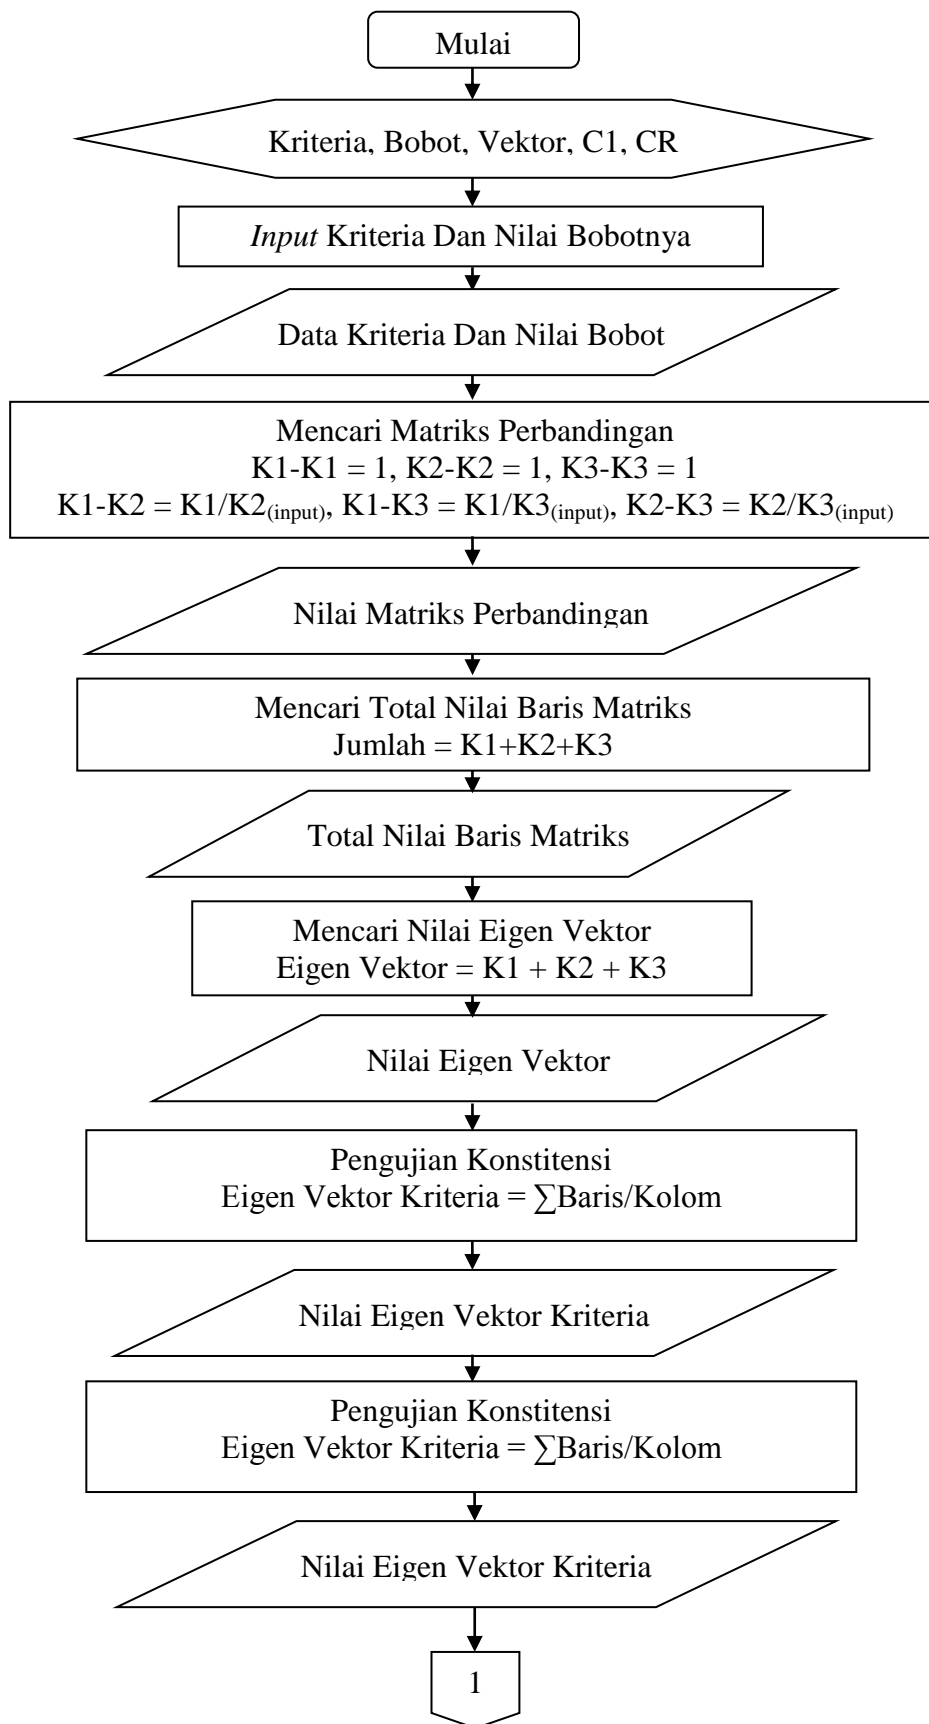 Mulai
Kriteria, Bobot, Vektor, C1, CR
Input Kriteria Dan Nilai Bobotnya
Data Kriteria Dan Nilai Bobot
Mencari Matriks Perbandingan
K1-K1 = 1, K2-K2 = 1, K3-K3 = 1
K1-K2 = K1/K2(input), K1-K3 = K1/K3(input), K2-K3 = K2/K3(input)
Nilai Matriks Perbandingan
Mencari Total Nilai Baris Matriks
Jumlah = K1+K2+K3
Total Nilai Baris Matriks
Mencari Nilai Eigen Vektor
Eigen Vektor = K1 + K2 + K3
Nilai Eigen Vektor
Pengujian Konstitensi
Eigen Vektor Kriteria = ∑Baris/Kolom
Nilai Eigen Vektor Kriteria
Pengujian Konstitensi
Eigen Vektor Kriteria = ∑Baris/Kolom
Nilai Eigen Vektor Kriteria
1